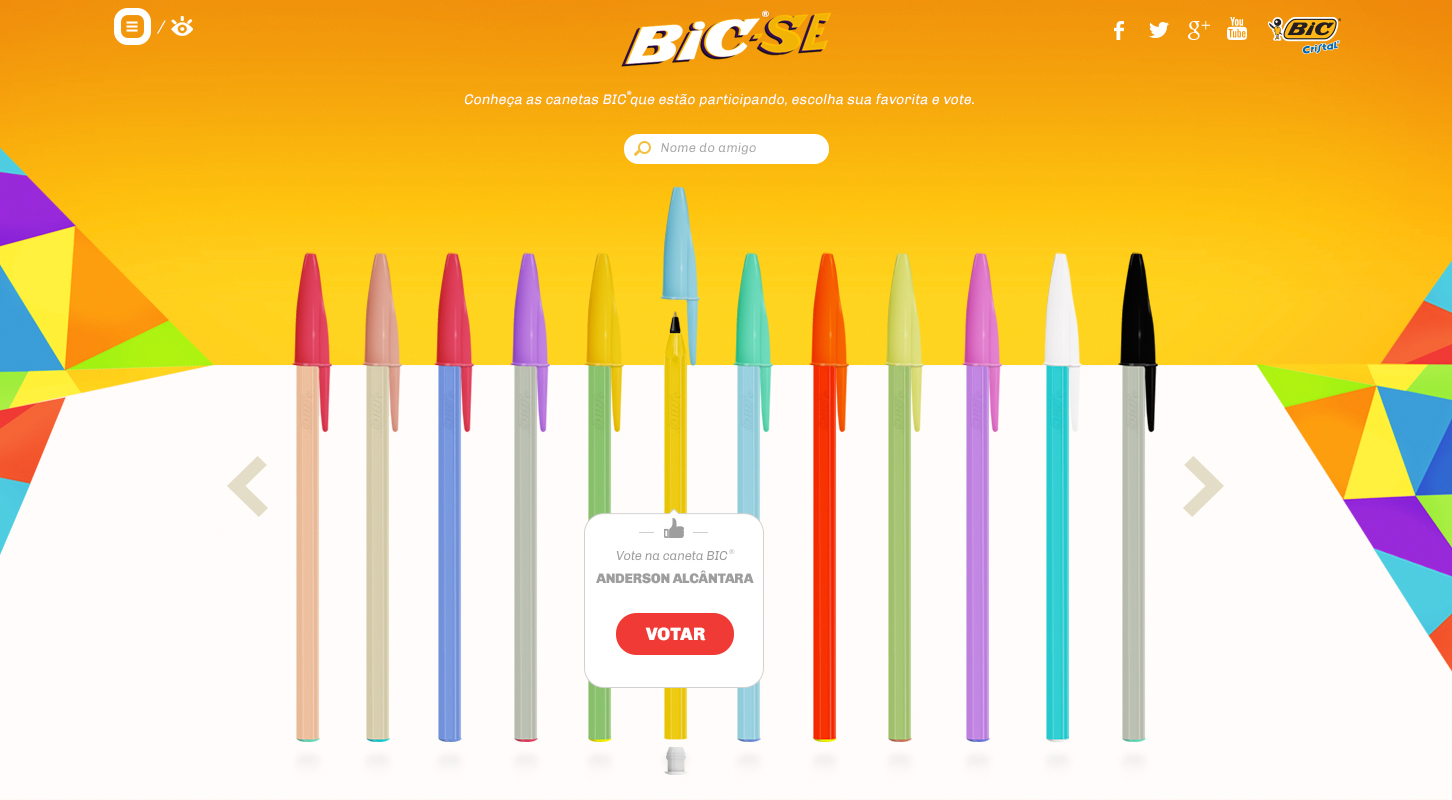 /
BiC-SE®
f g+ You Tube
BiC® Cristal®
Conheça as canetas BIC® que estão participando, escolha sua favorita e vote.
Nome do amigo
Vote na caneta BIC®
ANDERSON ALCÂNTARA
VOTAR